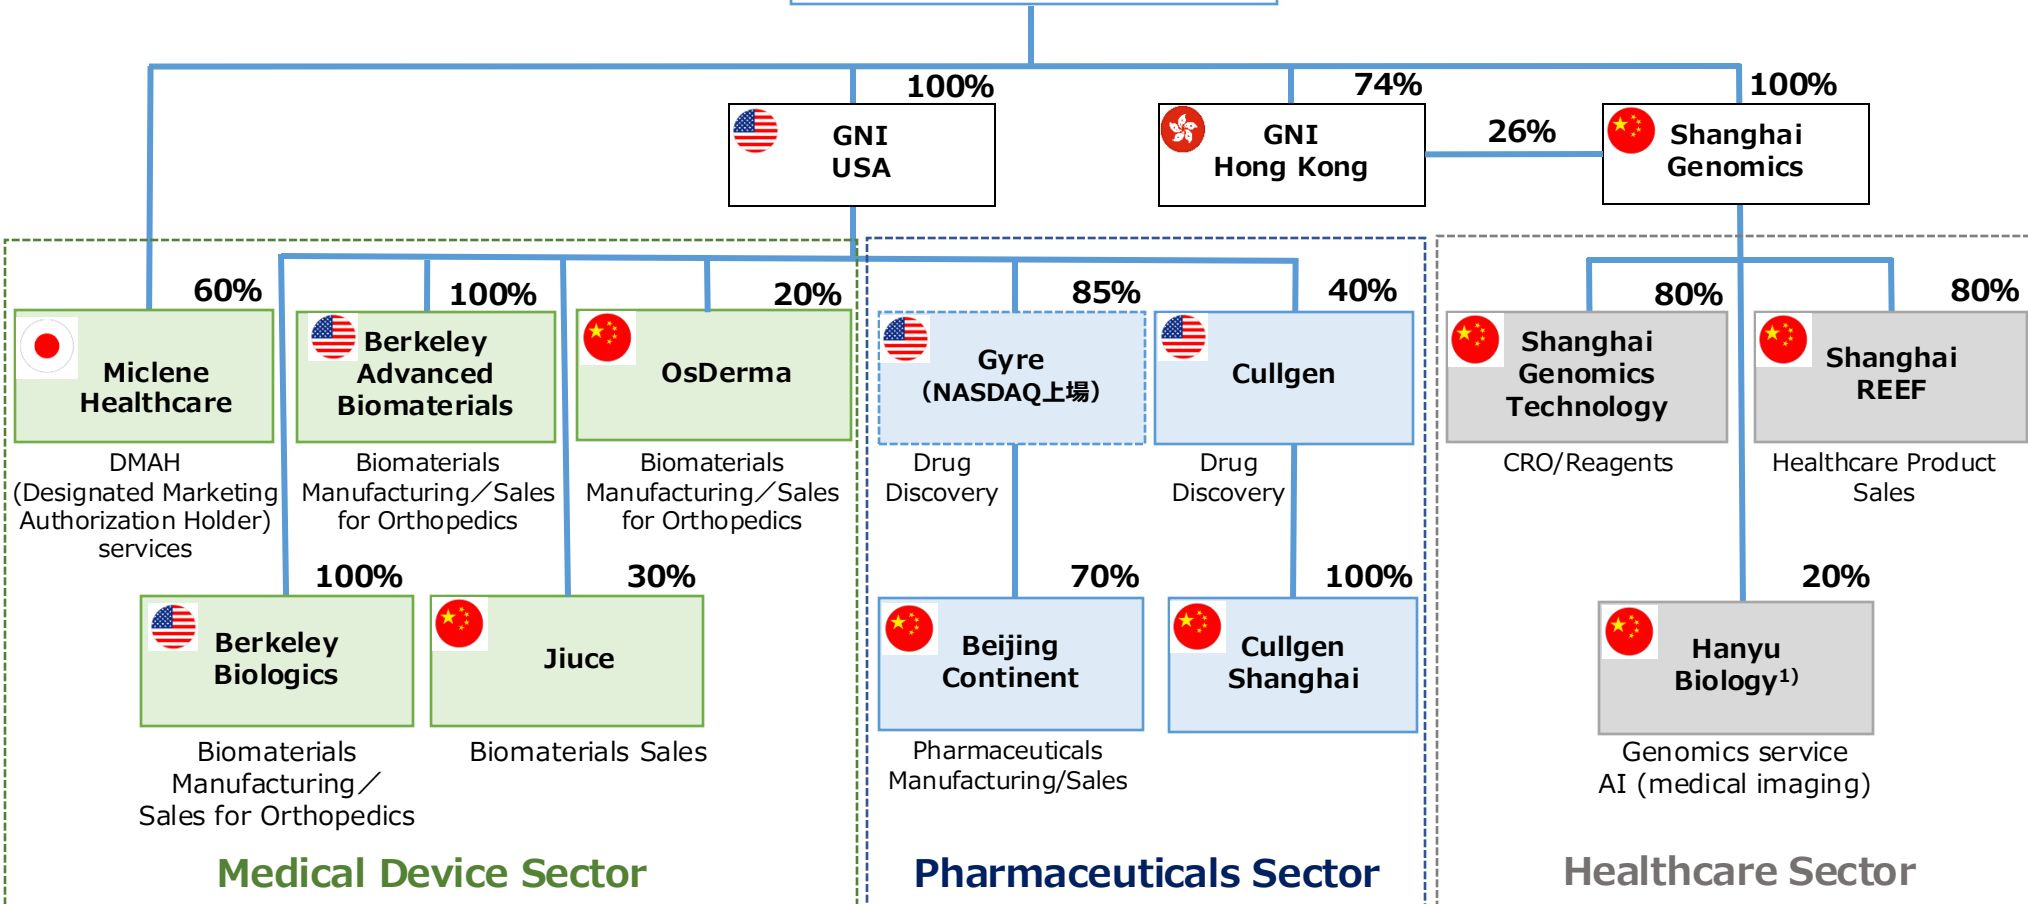 100%
74%
100%
GNI
USA
GNI
Hong Kong
26%
Shanghai
Genomics
60%
100%
20%
85%
40%
80%
80%
Miclene
Healthcare
Berkeley
Advanced
Biomaterials
OsDerma
Gyre
（NASDAQ上場）
Cullgen
Shanghai
Genomics
Technology
Shanghai
REEF
DMAH
(Designated Marketing
Authorization Holder)
services
Biomaterials
Manufacturing／Sales
for Orthopedics
Biomaterials
Manufacturing／Sales
for Orthopedics
Drug
Discovery
Drug
Discovery
CRO/Reagents
Healthcare Product
Sales
100%
30%
70%
100%
20%
Berkeley
Biologics
Jiuce
Beijing
Continent
Cullgen
Shanghai
Hanyu
Biology¹⁾
Biomaterials
Manufacturing／
Sales for Orthopedics
Biomaterials Sales
Pharmaceuticals
Manufacturing/Sales
Genomics service
AI (medical imaging)
Medical Device Sector
Pharmaceuticals Sector
Healthcare Sector